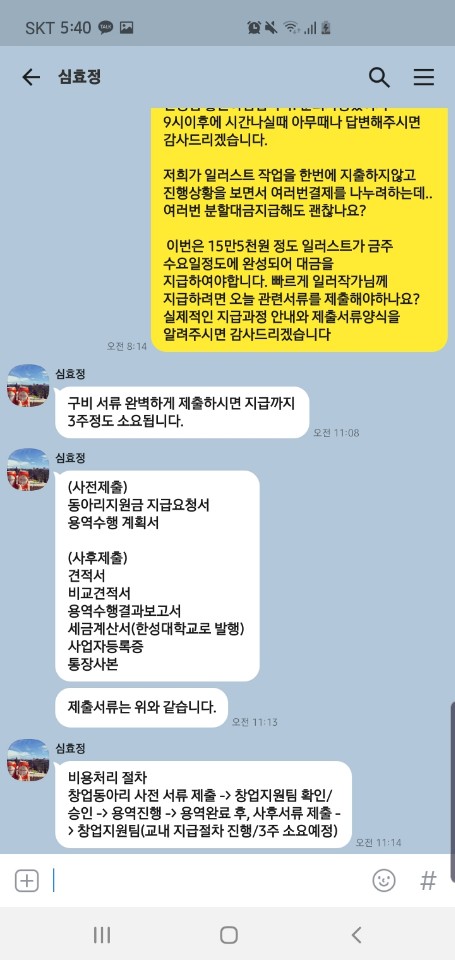 SKT 5:40
심효정
9시이후에 시간나실때 아무때나 답변해주시면
감사드리겠습니다.
저희가 일러스트 작업을 한번에 지출하지않고
진행상황을 보면서 여러번결제를 나누려하는데..
여러번 분할대금지급해도 괜찮나요?
이번은 15만5천원 정도 일러스트가 금주
수요일정도에 완성되어 대금을
지급하여야합니다. 빠르게 일러작가님께
지급하려면 오늘 관련서류를 제출해야하나요?
실제적인 지급과정 안내와 제출서류양식을
알려주시면 감사드리겠습니다
오전 8:14
심효정
구비 서류 완벽하게 제출하시면 지급까지
3주정도 소요됩니다.
오전 11:08
심효정
(사전제출)
동아리지원금 지급요청서
용역수행 계획서
(사후제출)
견적서
비교견적서
용역수행결과보고서
세금계산서(한성대학교로 발행)
사업자등록증
통장사본
제출서류는 위와 같습니다.
오전 11:13
심효정
비용처리 절차
창업동아리 사전 서류 제출 -> 창업지원팀 확인/
승인 -> 용역진행 -> 용역완료 후, 사후서류 제출 -
> 창업지원팀(교내 지급절차 진행/3주 소요예정)
오전 11:14
#